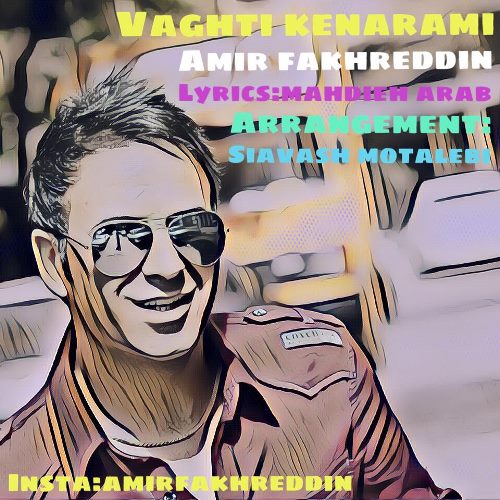 Vaghti kenarami
Amir fakhreddin
Lyrics:mahdieh arab
Arrangement:
Siavash motalebi
Insta:amirfakhreddin